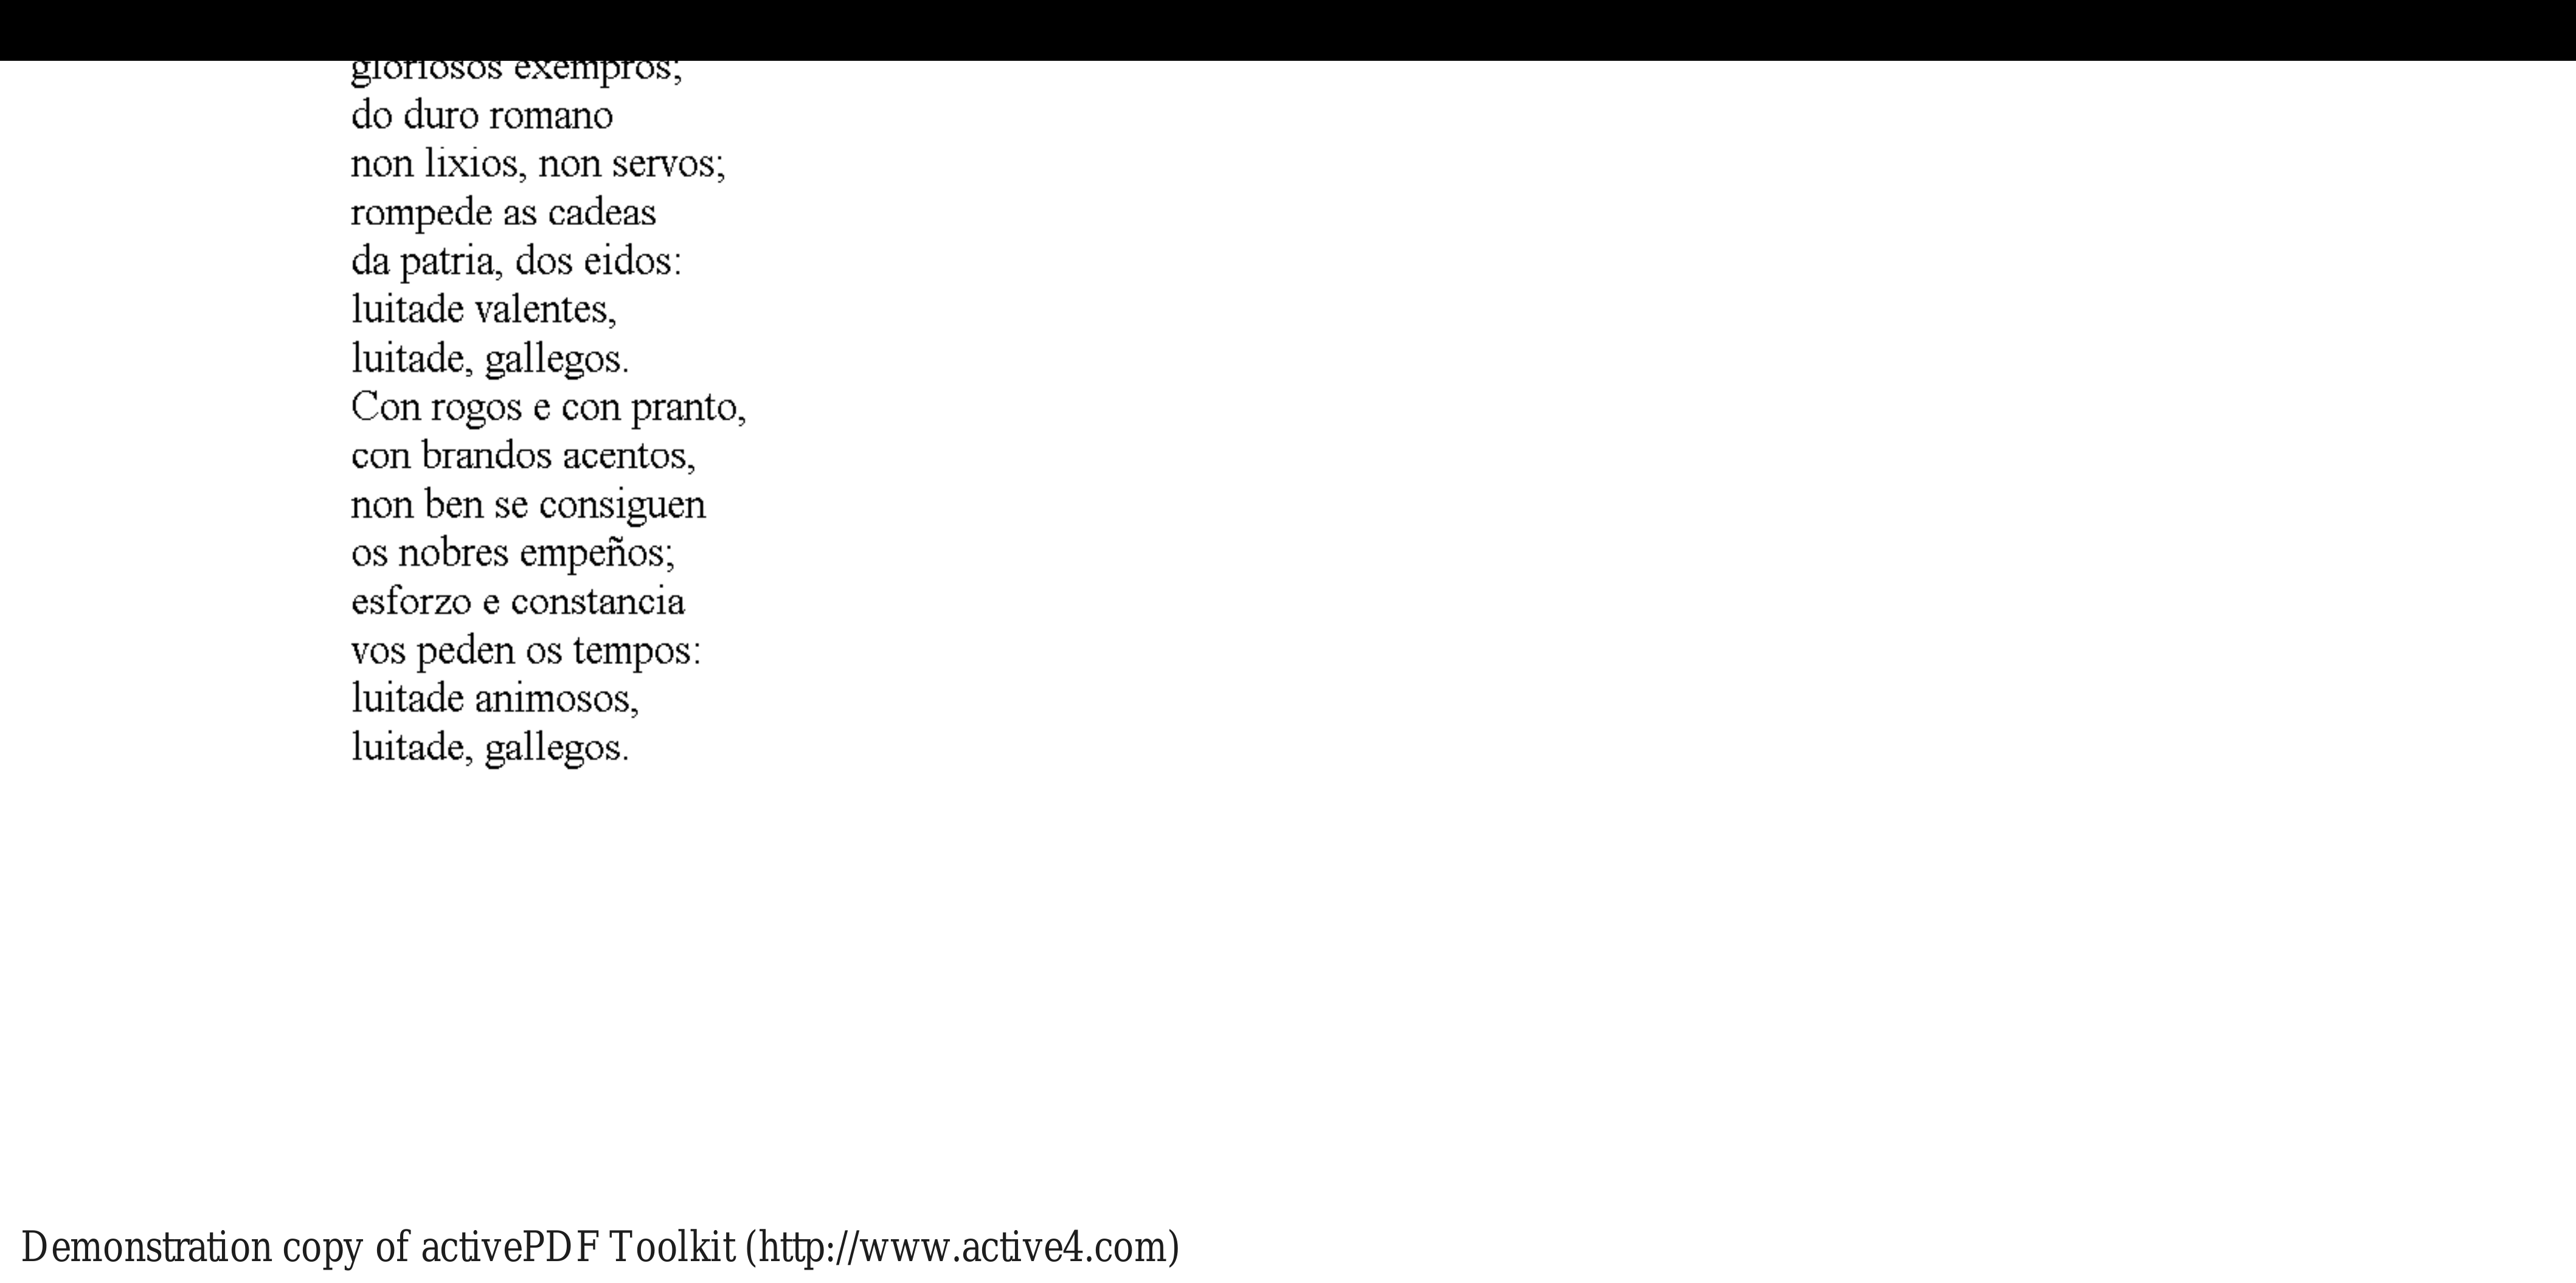 gloriosos exempros;
do duro romano
non lixios, non servos;
rompede as cadeas
da patria, dos eidos:
luitade valentes,
luitade, gallegos.
Con rogos e con pranto,
con brandos acentos,
non ben se consiguen
os nobres empeños;
esforzo e constancia
vos peden os tempos:
luitade animosos,
luitade, gallegos.
Demonstration copy of activePDF Toolkit (http://www.active4.com)